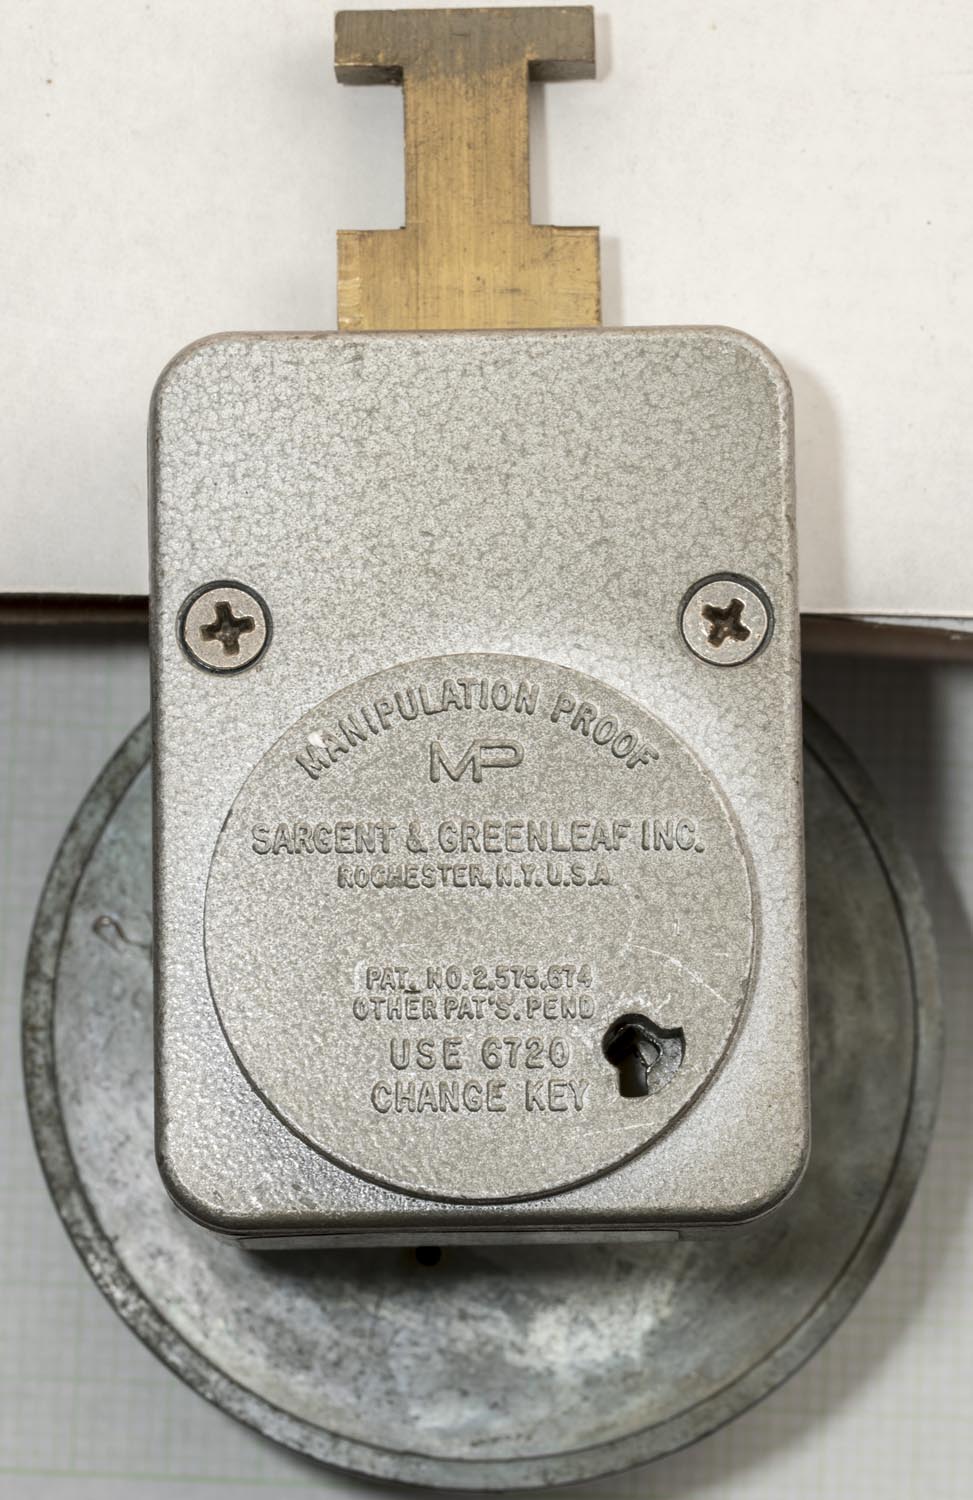 MANIPULATION PROOF
MP
SARGENT & GREENLEAF INC.
ROCHESTER, N.Y. U.S.A.
PAT. NO. 2,575,674
OTHER PAT'S. PEND
USE 6720
CHANGE KEY